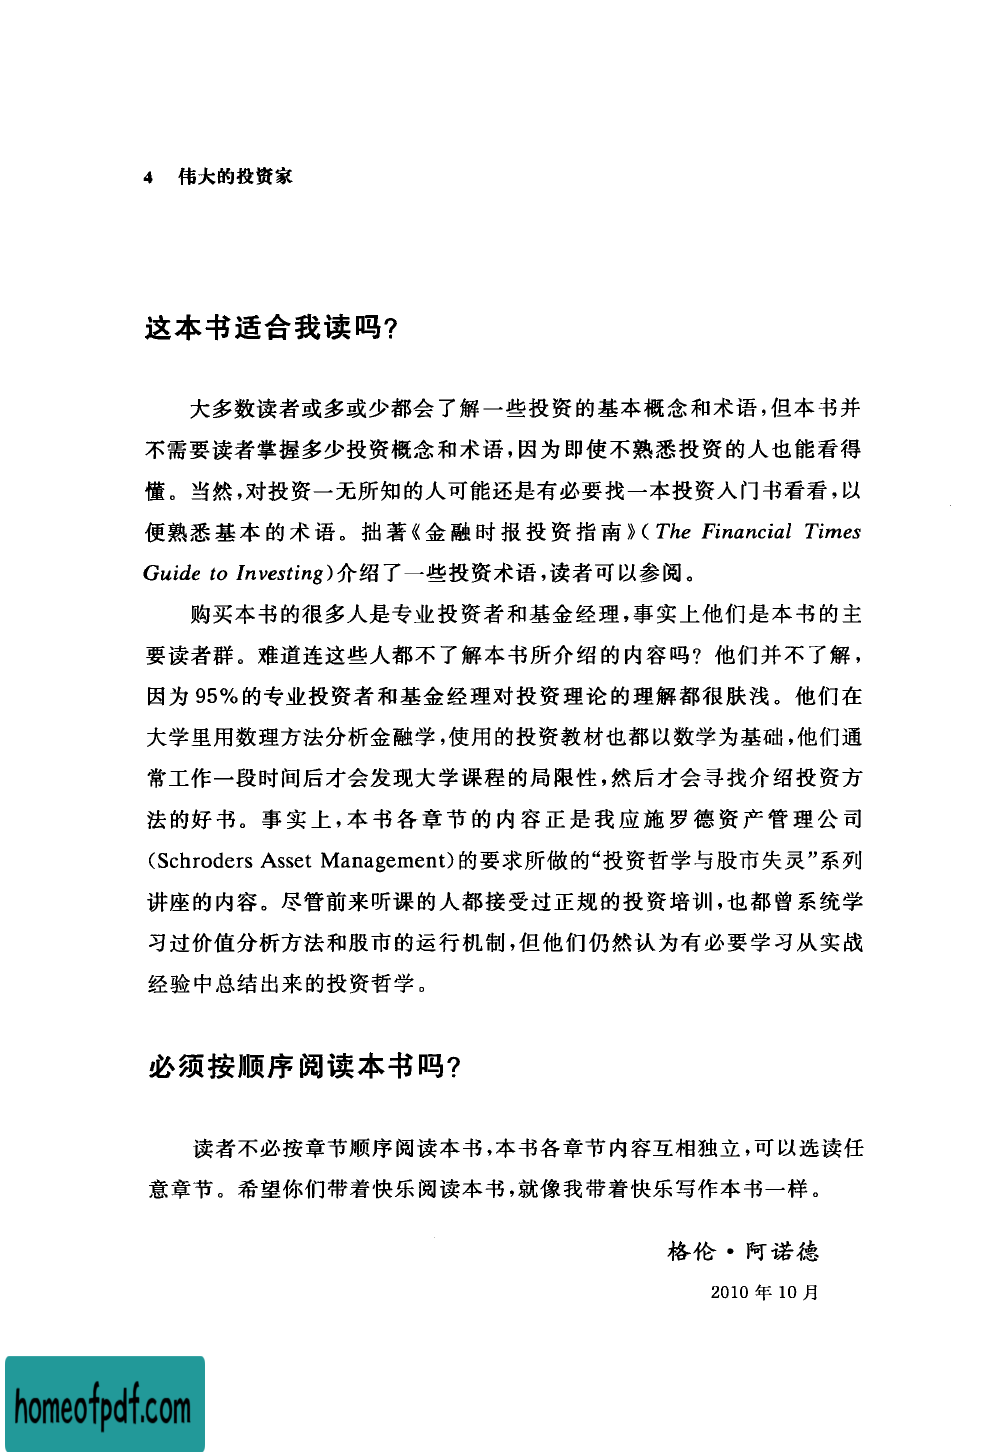 4 伟大的投资家
这本书适合我读吗?
大多数读者或多或少都会了解一些投资的基本概念和术语,但本书并
不需要读者掌握多少投资概念和术语,因为即使不熟悉投资的人也能看得
懂。当然,对投资一无所知的人可能还是有必要找一本投资入门书看看,以
便熟悉基本的术语。拙著《金融时报投资指南》(The Financial Times
Guide to Investing)介绍了一些投资术语,读者可以参阅。
购买本书的很多人是专业投资者和基金经理,事实上他们是本书的主
要读者群。难道连这些人都不了解本书所介绍的内容吗?他们并不了解,
因为95%的专业投资者和基金经理对投资理论的理解都很肤浅。他们在
大学里用数理方法分析金融学,使用的投资教材也都以数学为基础,他们通
常工作一段时间后才会发现大学课程的局限性,然后才会寻找介绍投资方
法的好书。事实上,本书各章节的内容正是我应施罗德资产管理公司
(Schroders Asset Management)的要求所做的“投资哲学与股市失灵”系列
讲座的内容。尽管前来听课的人都接受过正规的投资培训,也都曾系统学
习过价值分析方法和股市的运行机制,但他们仍然认为有必要学习从实战
经验中总结出来的投资哲学。
必须按顺序阅读本书吗?
读者不必按章节顺序阅读本书,本书各章节内容互相独立,可以选读任
意章节。希望你们带着快乐阅读本书,就像我带着快乐写作本书一样。
格伦·阿诺德
2010年10月
homeofpdf.com